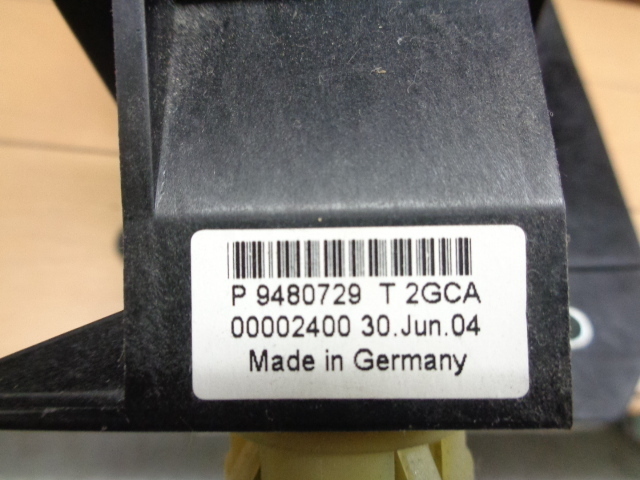 P 9480729 T 2GCA
00002400 30.Jun.04
Made in Germany